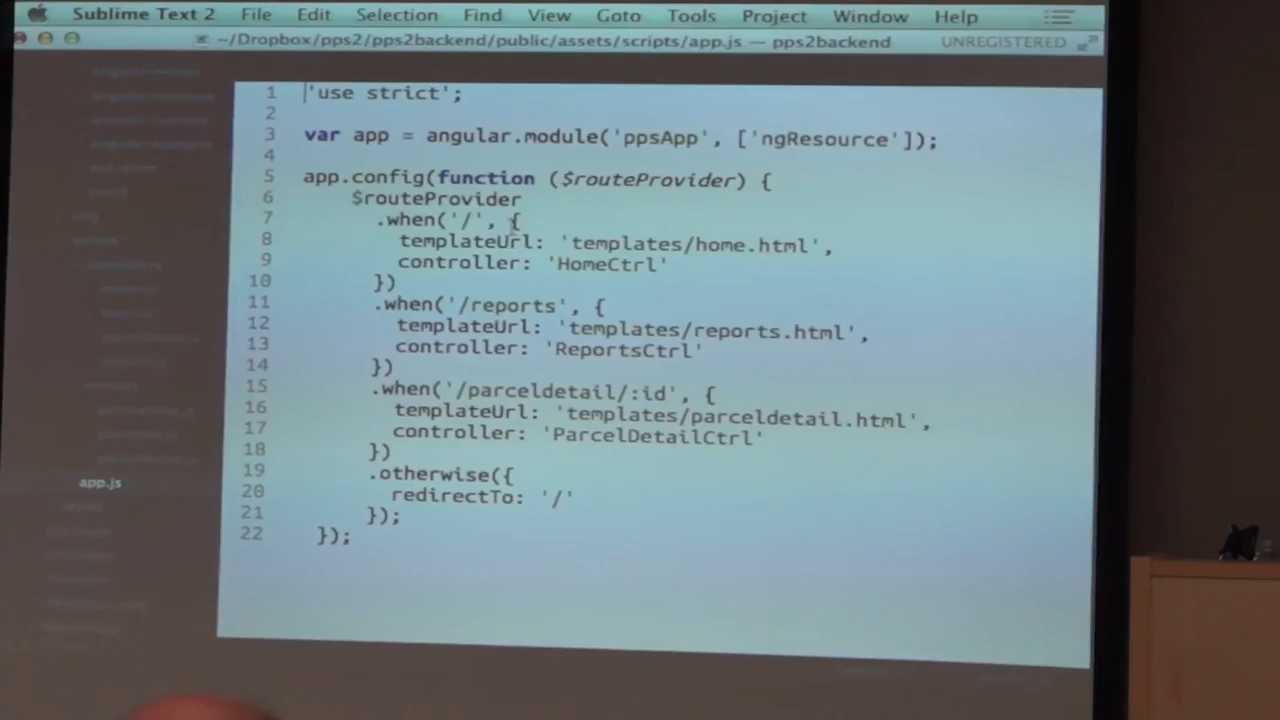 Sublime Text 2 File Edit Selection Find View Goto Tools Project Window Help
~/Dropbox/pps2/pps2backend/public/assets/scripts/app.js — pps2backend UNREGISTERED
1 'use strict';
2
3 var app = angular.module('ppsApp', ['ngResource']);
4
5 app.config(function ($routeProvider) {
6 $routeProvider
7 .when('/', {
8 templateUrl: 'templates/home.html',
9 controller: 'HomeCtrl'
10 })
11 .when('/reports', {
12 templateUrl: 'templates/reports.html',
13 controller: 'ReportsCtrl'
14 })
15 .when('/parceldetail/:id', {
16 templateUrl: 'templates/parceldetail.html',
17 controller: 'ParcelDetailCtrl'
18 })
19 .otherwise({
20 redirectTo: '/'
21 });
22 });
app.js